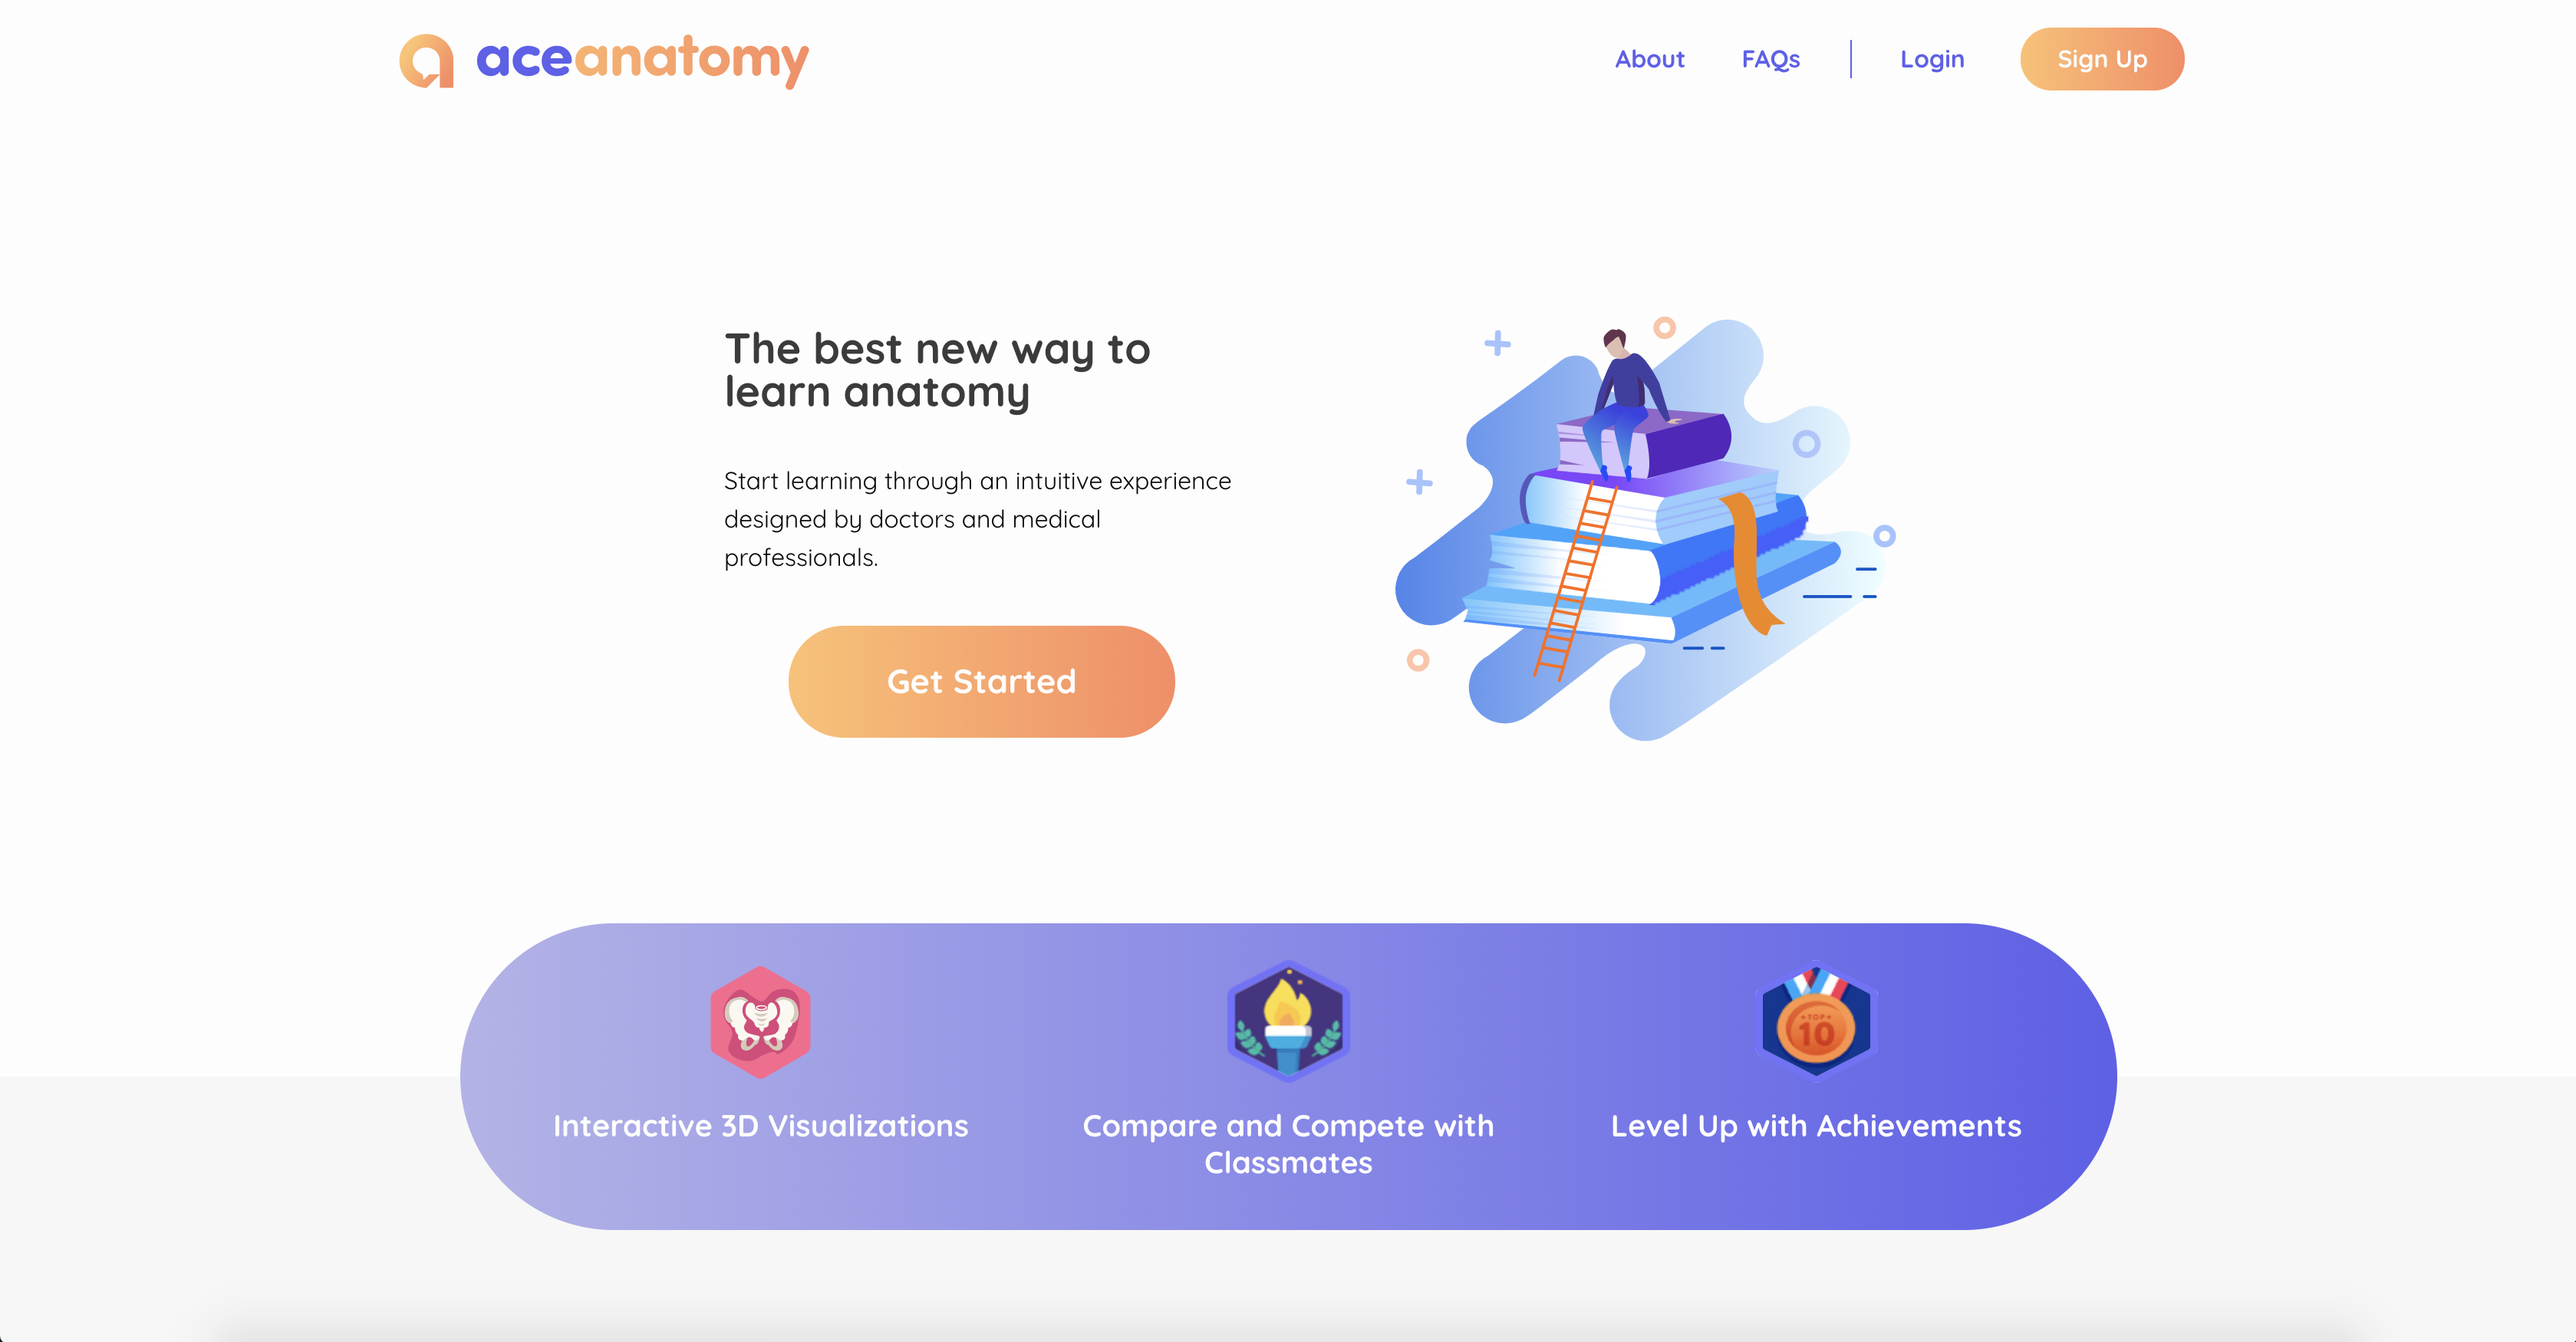 aceanatomy
About
FAQs
Login
Sign Up
The best new way to
learn anatomy
Start learning through an intuitive experience
designed by doctors and medical
professionals.
Get Started
TOP
10
Interactive 3D Visualizations
Compare and Compete with
Classmates
Level Up with Achievements